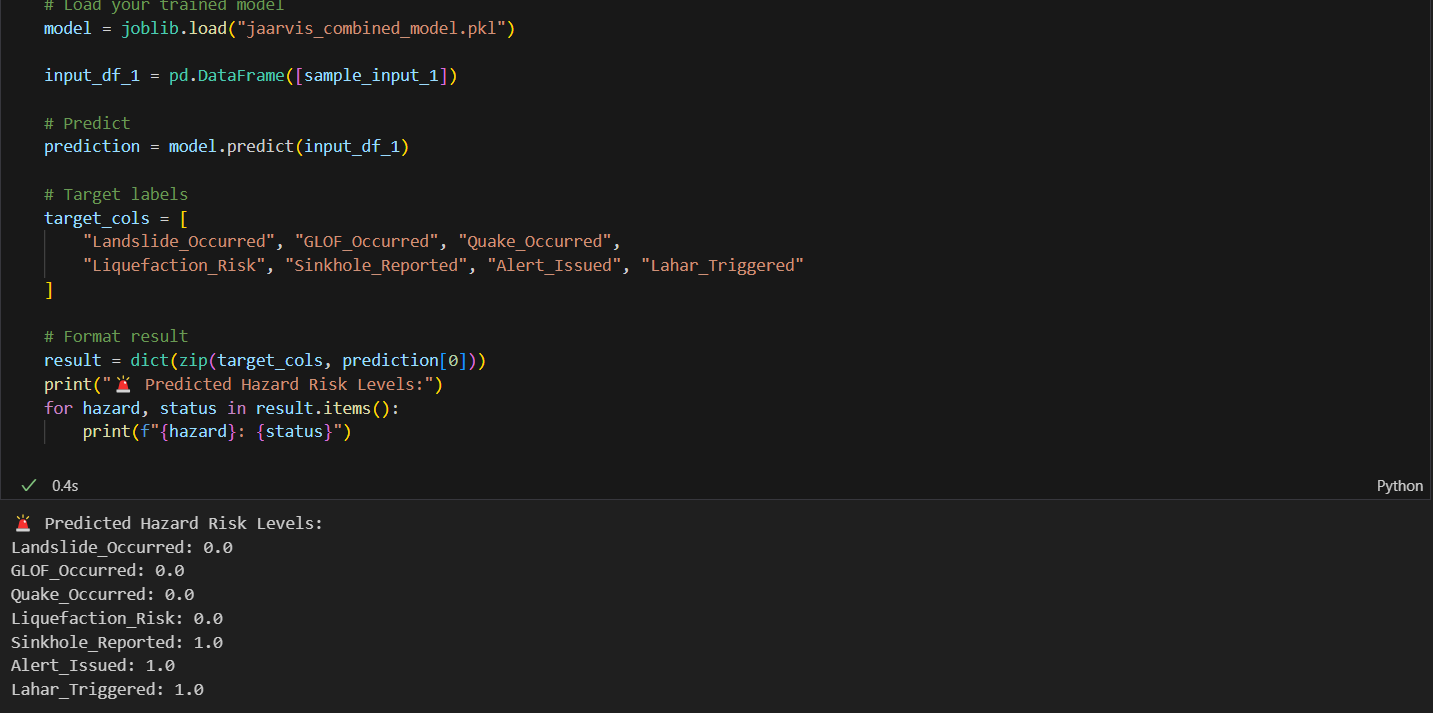 # Load your trained model
model = joblib.load("jaarvis_combined_model.pkl")
input_df_1 = pd.DataFrame([sample_input_1])
# Predict
prediction = model.predict(input_df_1)
# Target labels
target_cols = [
    "Landslide_Occurred", "GLOF_Occurred", "Quake_Occurred",
    "Liquefaction_Risk", "Sinkhole_Reported", "Alert_Issued", "Lahar_Triggered"
]
# Format result
result = dict(zip(target_cols, prediction[0]))
print("🚨 Predicted Hazard Risk Levels:")
for hazard, status in result.items():
    print(f"{hazard}: {status}")
✓ 0.4s Python
🚨 Predicted Hazard Risk Levels:
Landslide_Occurred: 0.0
GLOF_Occurred: 0.0
Quake_Occurred: 0.0
Liquefaction_Risk: 0.0
Sinkhole_Reported: 1.0
Alert_Issued: 1.0
Lahar_Triggered: 1.0